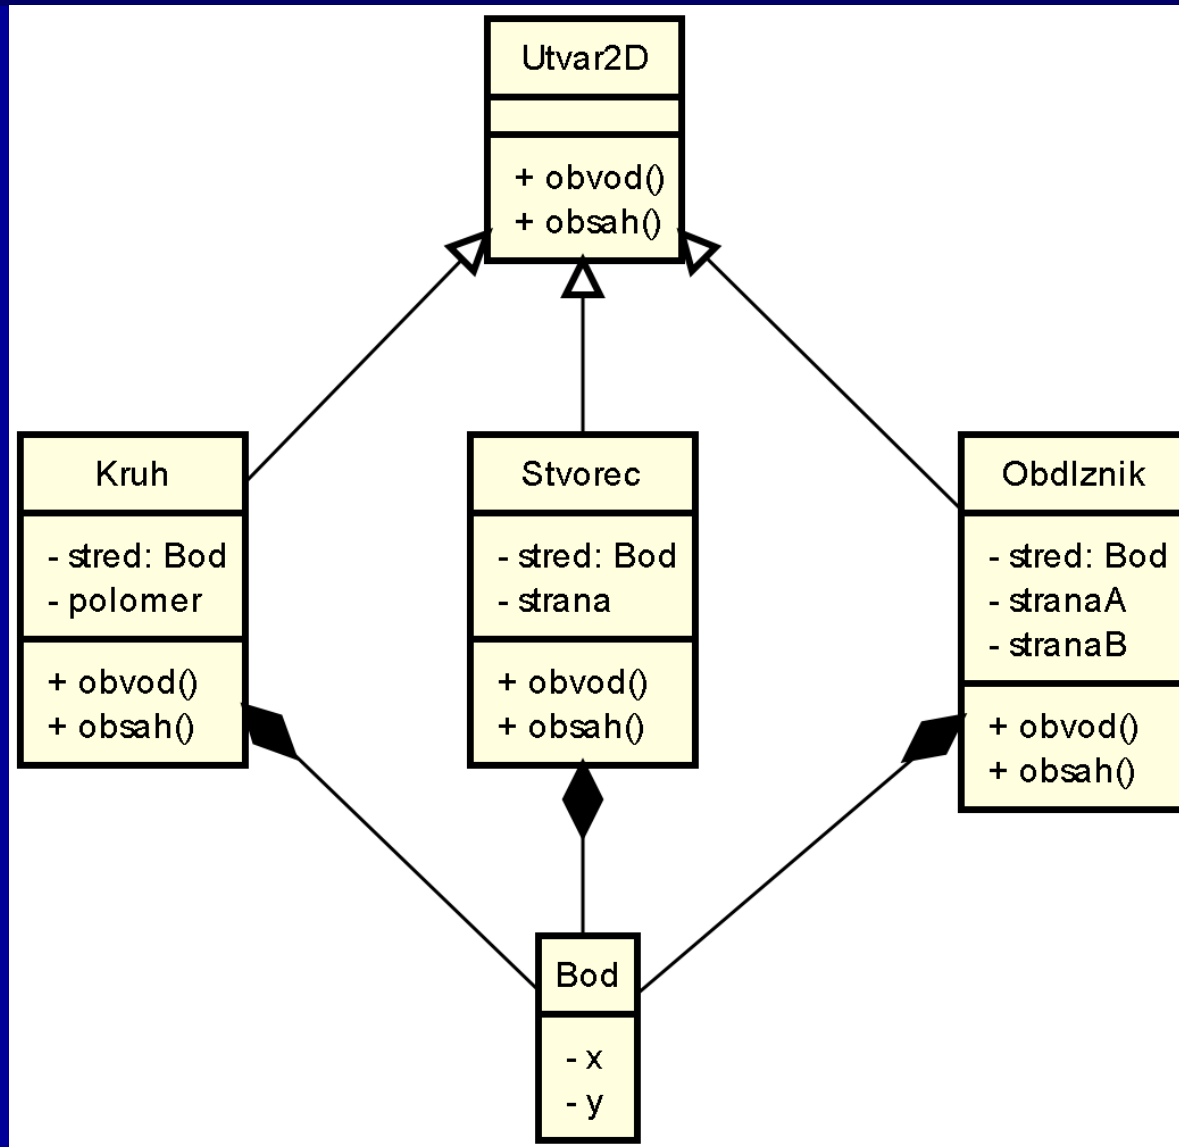 Utvar2D
+ obvod()
+ obsah()
Kruh
- stred: Bod
- polomer
+ obvod()
+ obsah()
Stvorec
- stred: Bod
- strana
+ obvod()
+ obsah()
Obdlznik
- stred: Bod
- stranaA
- stranaB
+ obvod()
+ obsah()
Bod
- x
- y